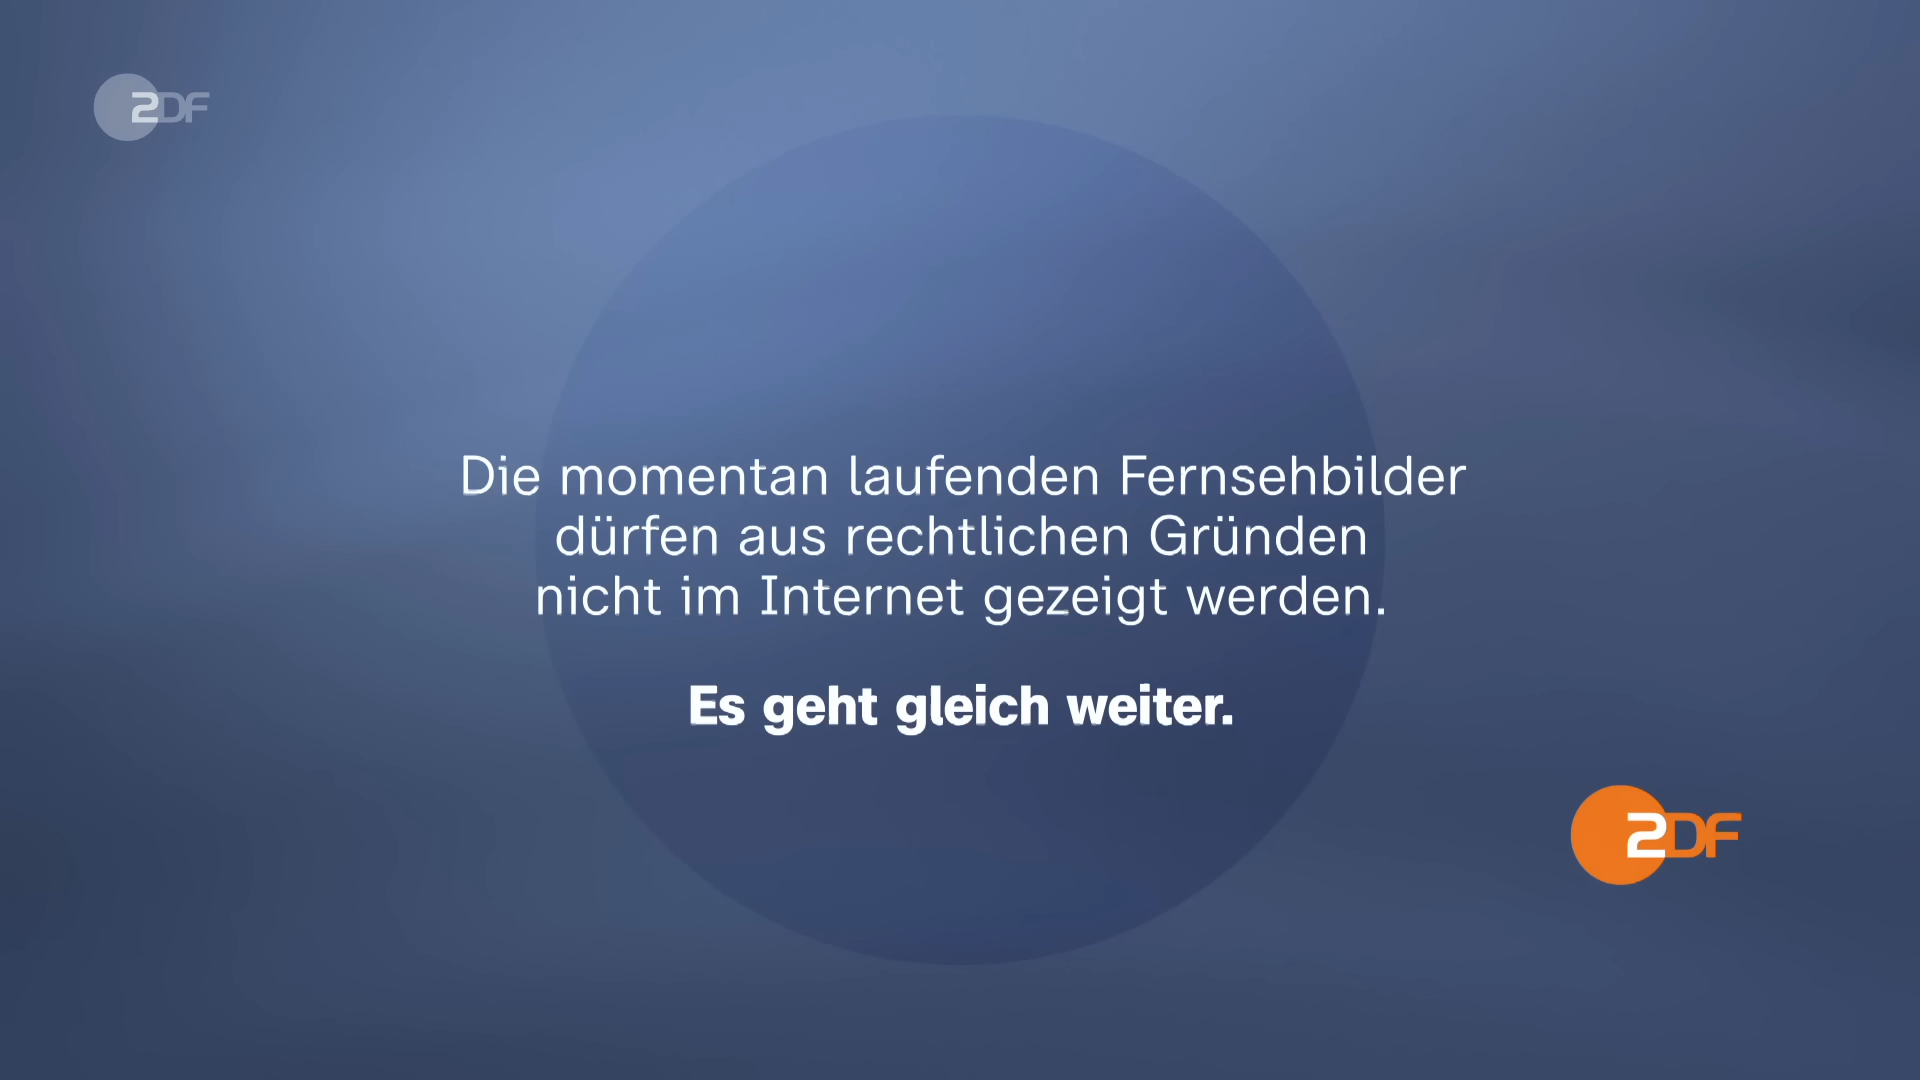 ZDF
Die momentan laufenden Fernsehbilder
dürfen aus rechtlichen Gründen
nicht im Internet gezeigt werden.
Es geht gleich weiter.
ZDF